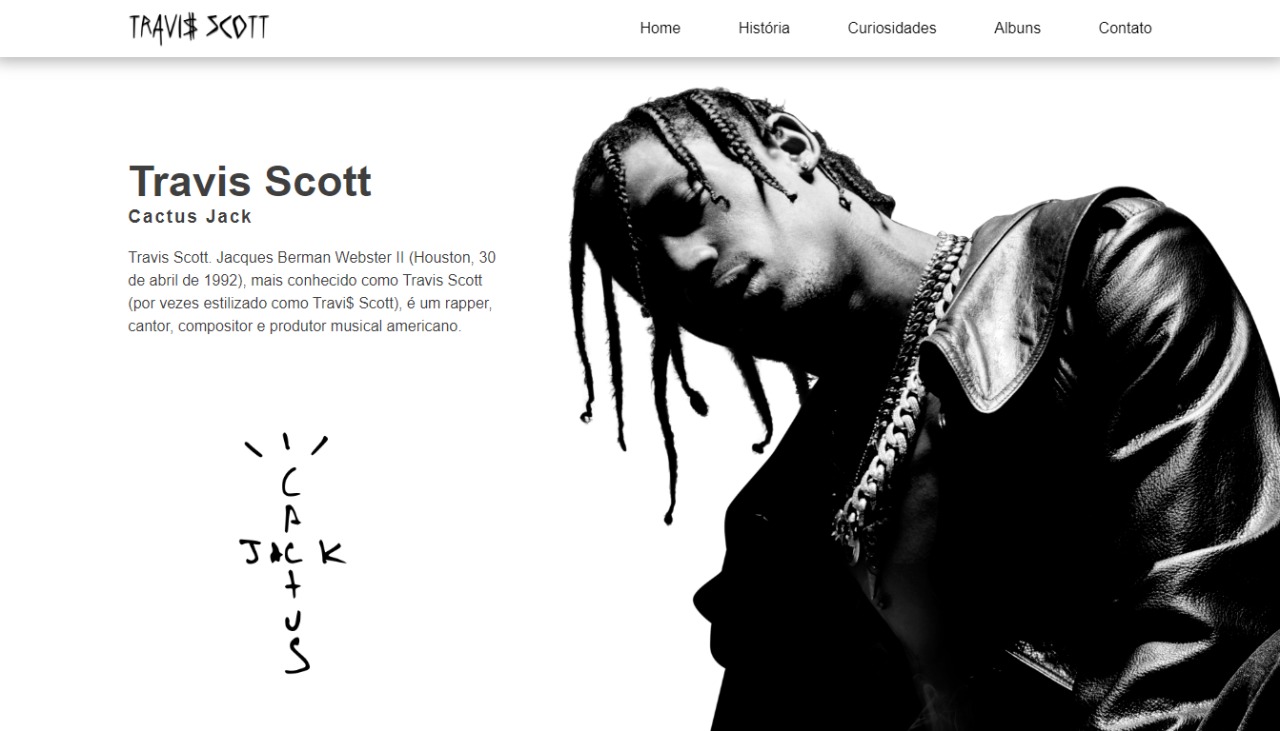 TRAVI$ SCOTT
Home História Curiosidades Albuns Contato
Travis Scott
Cactus Jack
Travis Scott. Jacques Berman Webster II (Houston, 30
de abril de 1992), mais conhecido como Travis Scott
(por vezes estilizado como Travi$ Scott), é um rapper,
cantor, compositor e produtor musical americano.
CACTUS
JACK